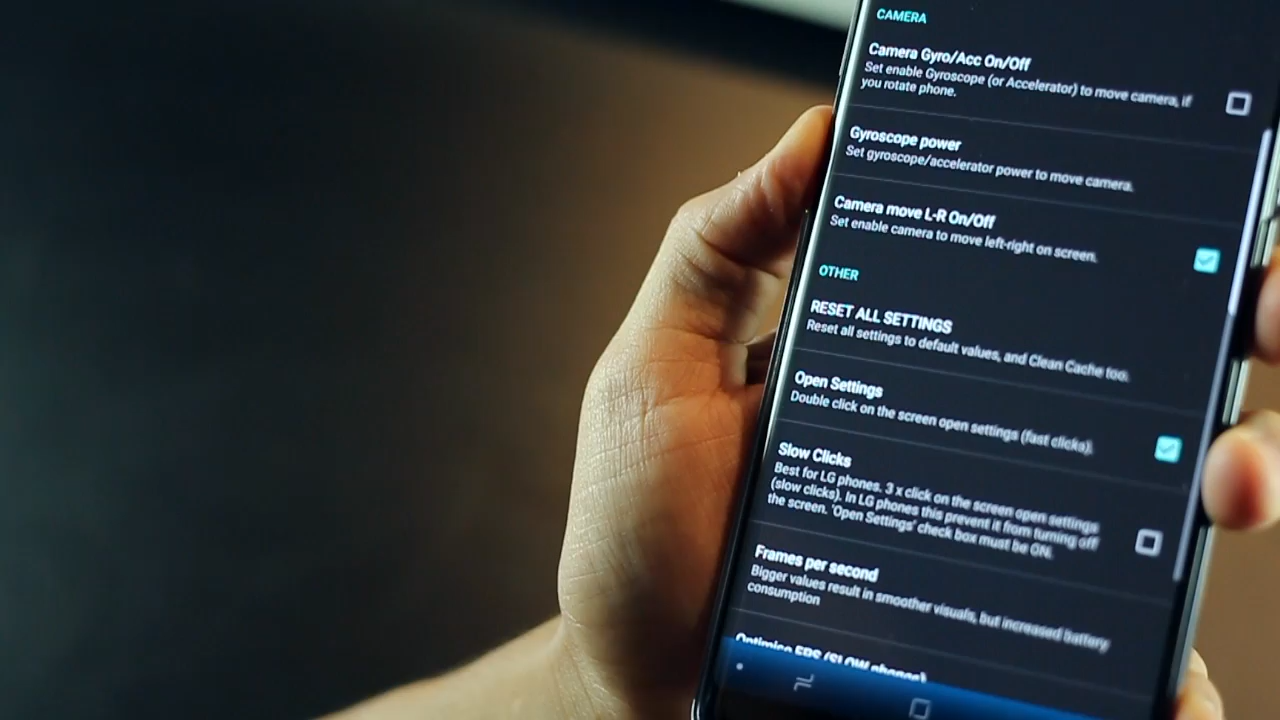 CAMERA
Camera Gyro/Acc On/Off
Set enable Gyroscope (or Accelerator) to move camera, if
you rotate phone.
Gyroscope power
Set gyroscope/accelerator power to move camera.
Camera move L-R On/Off
Set enable camera to move left-right on screen.
OTHER
RESET ALL SETTINGS
Reset all settings to default values, and Clean Cache too.
Open Settings
Double click on the screen open settings (fast clicks).
Slow Clicks
Best for LG phones. 3 x click on the screen open settings
(slow clicks). In LG phones this prevent it from turning off
the screen. 'Open Settings' check box must be ON.
Frames per second
Bigger values result in smoother visuals, but increased battery
consumption
Optimise FPS (SLOW phones)